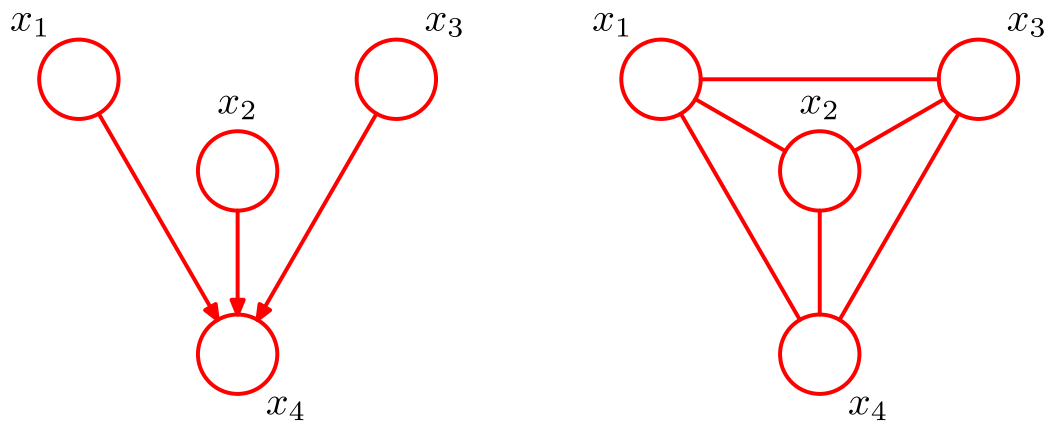 x₁ x₃ x₁ x₃
x₂ x₂
x₄ x₄